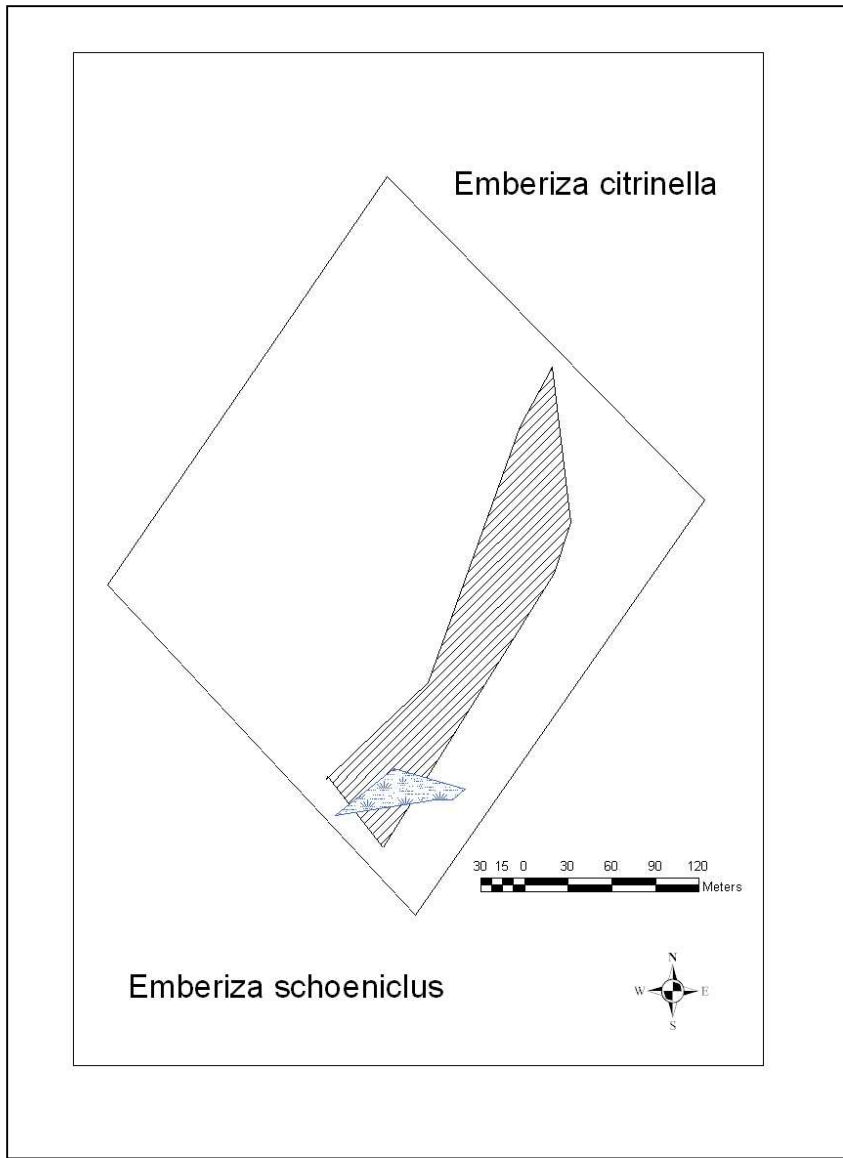 Emberiza citrinella
30 15 0 30 60 90 120
Meters
Emberiza schoeniclus
N
W E
S